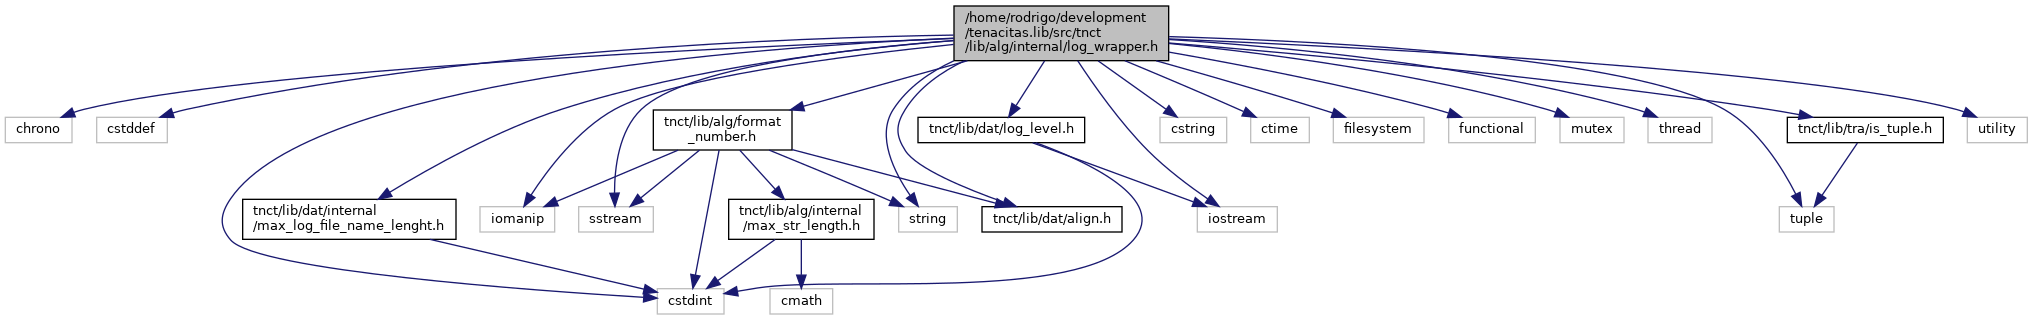 /home/rodrigo/development
/tenacitas.lib/src/tnct
/lib/alg/internal/log_wrapper.h
chrono
cstddef
tnct/lib/alg/format
_number.h
tnct/lib/dat/log_level.h
cstring
ctime
filesystem
functional
mutex
thread
tnct/lib/tra/is_tuple.h
utility
tnct/lib/dat/internal
/max_log_file_name_lenght.h
iomanip
sstream
tnct/lib/alg/internal
/max_str_length.h
string
tnct/lib/dat/align.h
iostream
tuple
cstdint
cmath